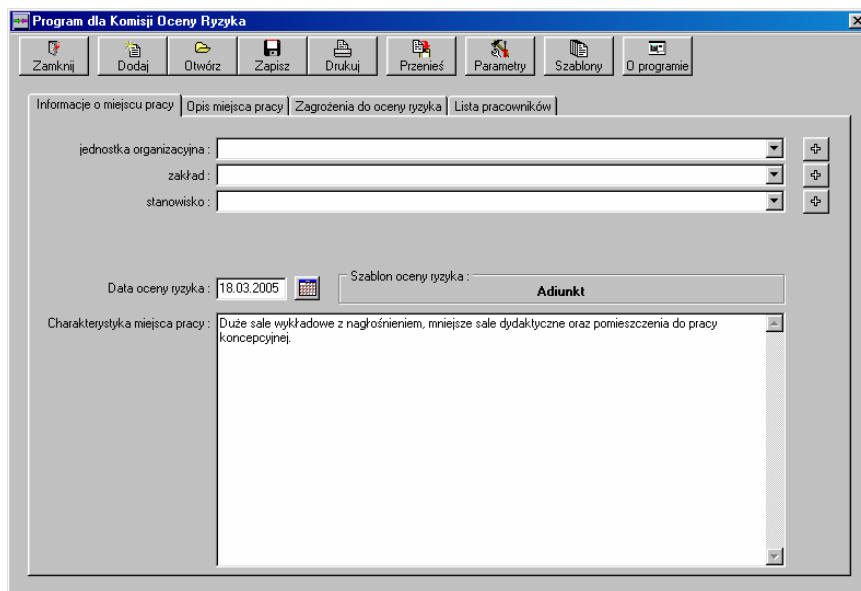 Program dla Komisji Oceny Ryzyka
Zamknij Dodaj Otwórz Zapisz Drukuj Przenieś Parametry Szablony O programie
Informacje o miejscu pracy Opis miejsca pracy Zagrożenia do oceny ryzyka Lista pracowników
jednostka organizacyjna :
zakład :
stanowisko :
Szablon oceny ryzyka :
Data oceny ryzyka : 18.03.2005 Adiunkt
Charakterystyka miejsca pracy : Duże sale wykładowe z nagłośnieniem, mniejsze sale dydaktyczne oraz pomieszczenia do pracy
koncepcyjnej.